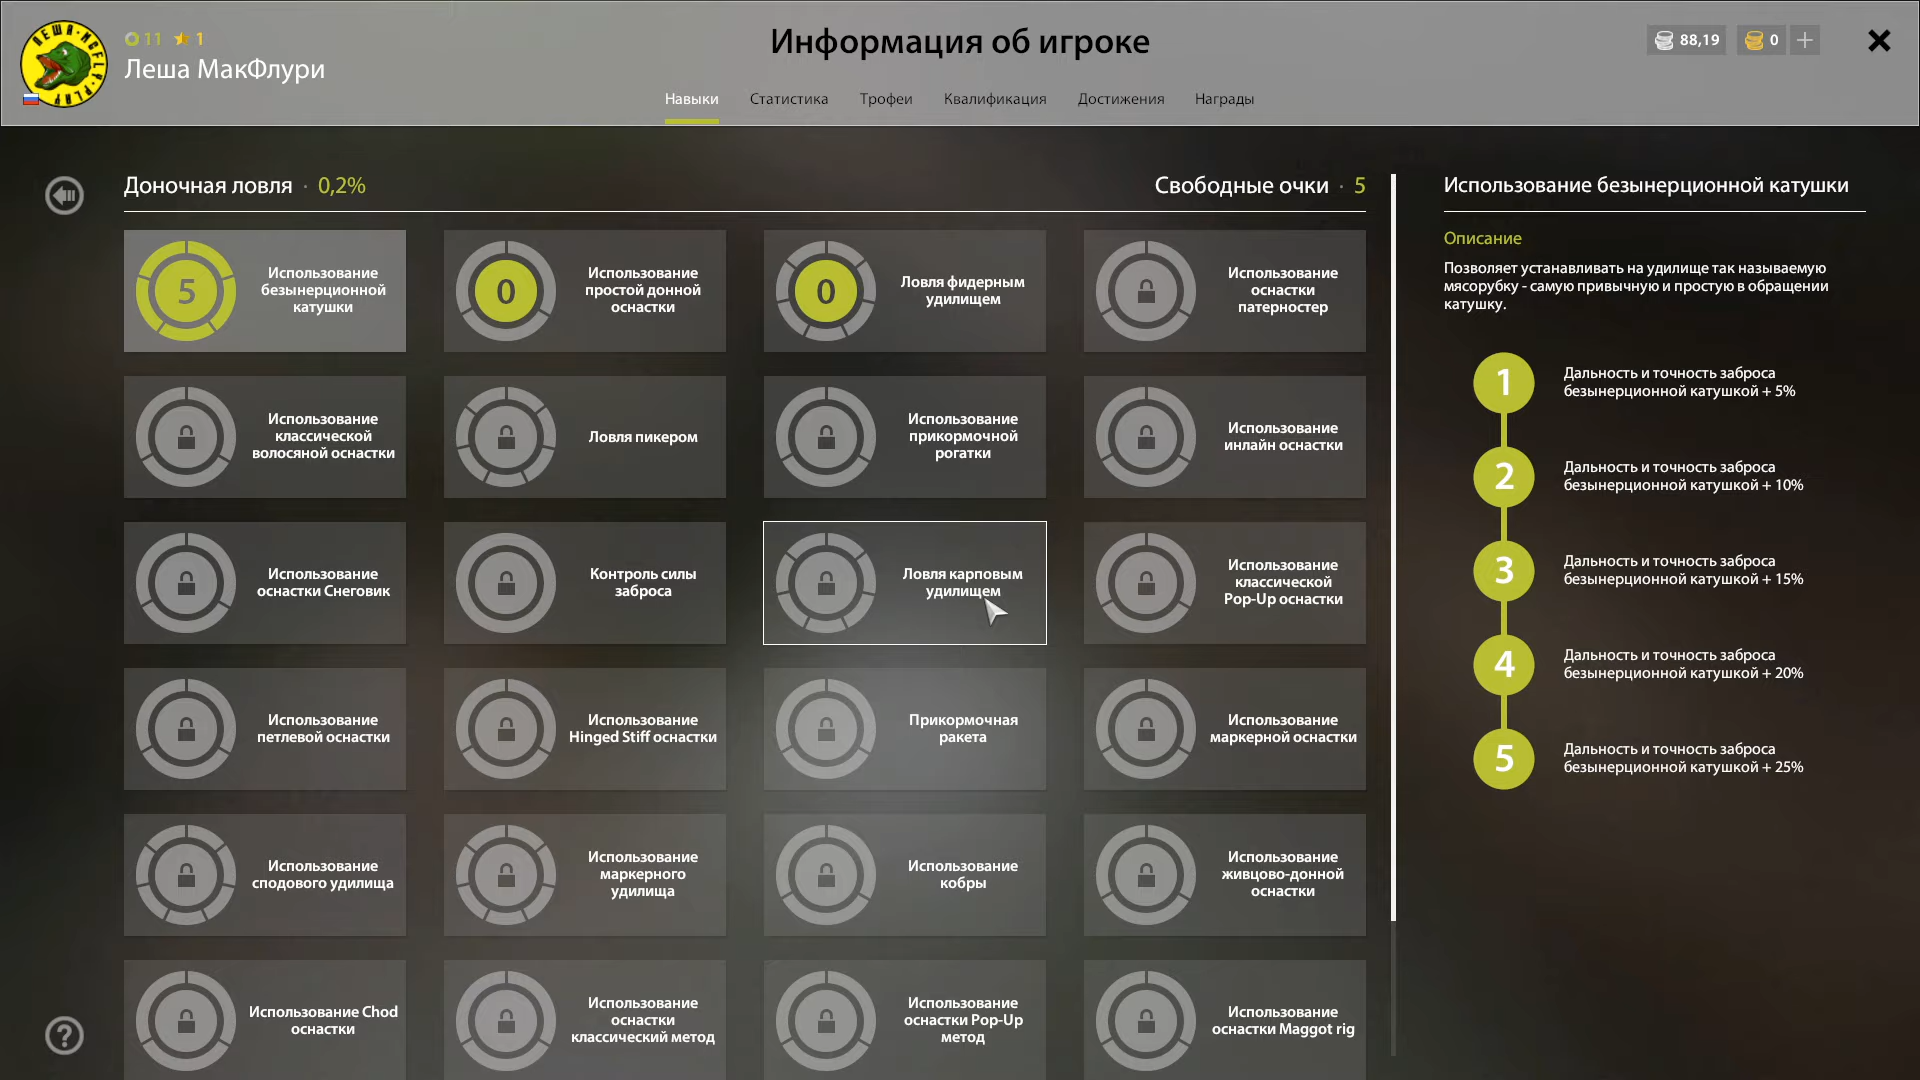 11 1
Леша МакФлури
Информация об игроке
88,19 0 +
Навыки Статистика Трофеи Квалификация Достижения Награды
Доночная ловля · 0,2%
Свободные очки · 5
5
Использование
безынерционной
катушки
0
Использование
простой донной
оснастки
0
Ловля фидерным
удилищем
Использование
оснастки
патерностер
Использование
классической
волосяной оснастки
Ловля пикером
Использование
прикормочной
рогатки
Использование
инлайн оснастки
Использование
оснастки Снеговик
Контроль силы
заброса
Ловля карповым
удилищем
Использование
классической
Pop-Up оснастки
Использование
петлевой оснастки
Использование
Hinged Stiff оснастки
Прикормочная
ракета
Использование
маркерной оснастки
Использование
сподового удилища
Использование
маркерного
удилища
Использование
кобры
Использование
живцово-донной
оснастки
Использование Chod
оснастки
Использование
оснастки
классический метод
Использование
оснастки Pop-Up
метод
Использование
оснастки Maggot rig
?
Использование безынерционной катушки
Описание
Позволяет устанавливать на удилище так называемую
мясорубку - самую привычную и простую в обращении
катушку.
1
Дальность и точность заброса
безынерционной катушкой + 5%
2
Дальность и точность заброса
безынерционной катушкой + 10%
3
Дальность и точность заброса
безынерционной катушкой + 15%
4
Дальность и точность заброса
безынерционной катушкой + 20%
5
Дальность и точность заброса
безынерционной катушкой + 25%